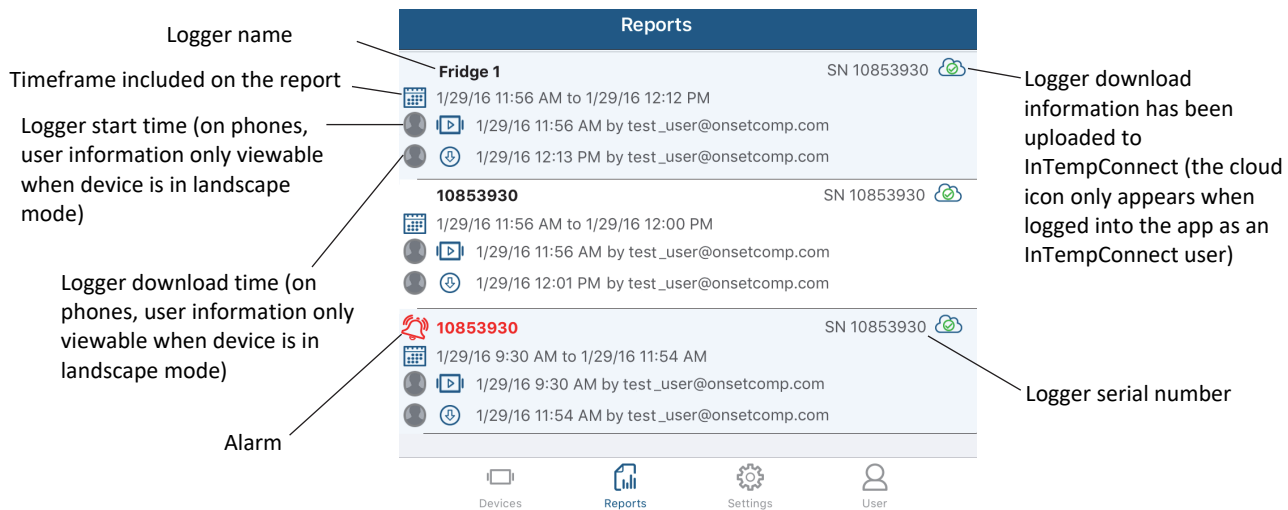 Reports
Logger name
Timeframe included on the report
Logger start time (on phones,
user information only viewable
when device is in landscape
mode)
Logger download time (on
phones, user information only
viewable when device is in
landscape mode)
Alarm
Fridge 1
SN 10853930
1/29/16 11:56 AM to 1/29/16 12:12 PM
1/29/16 11:56 AM by test_user@onsetcomp.com
1/29/16 12:13 PM by test_user@onsetcomp.com
10853930
SN 10853930
1/29/16 11:56 AM to 1/29/16 12:00 PM
1/29/16 11:56 AM by test_user@onsetcomp.com
1/29/16 12:01 PM by test_user@onsetcomp.com
10853930
SN 10853930
1/29/16 9:30 AM to 1/29/16 11:54 AM
1/29/16 9:30 AM by test_user@onsetcomp.com
1/29/16 11:54 AM by test_user@onsetcomp.com
Devices
Reports
Settings
User
Logger download
information has been
uploaded to
InTempConnect (the cloud
icon only appears when
logged into the app as an
InTempConnect user)
Logger serial number